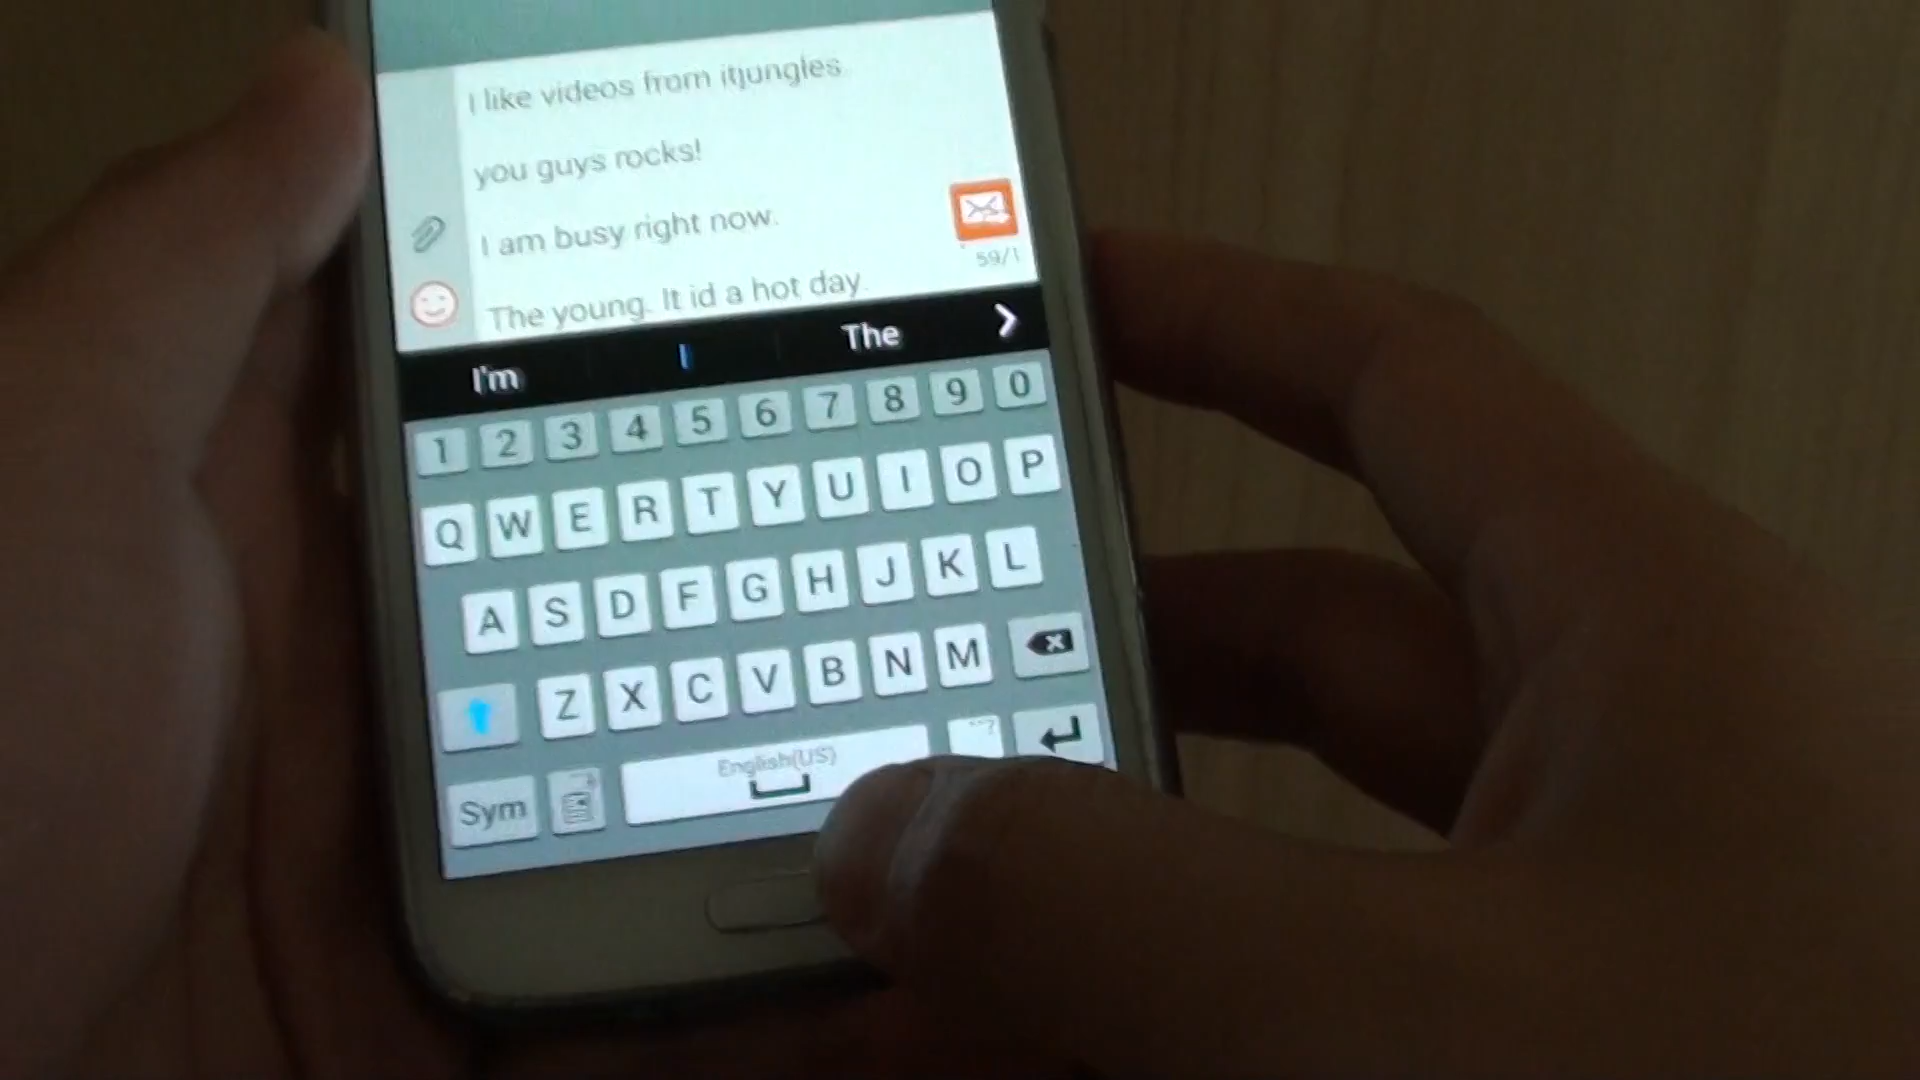 I like videos from itjungles.
you guys rocks!
I am busy right now.
59/1
The young. It id a hot day.
I'm I The
1 2 3 4 5 6 7 8 9 0
Q W E R T Y U I O P
A S D F G H J K L
Z X C V B N M
English(US)
Sym